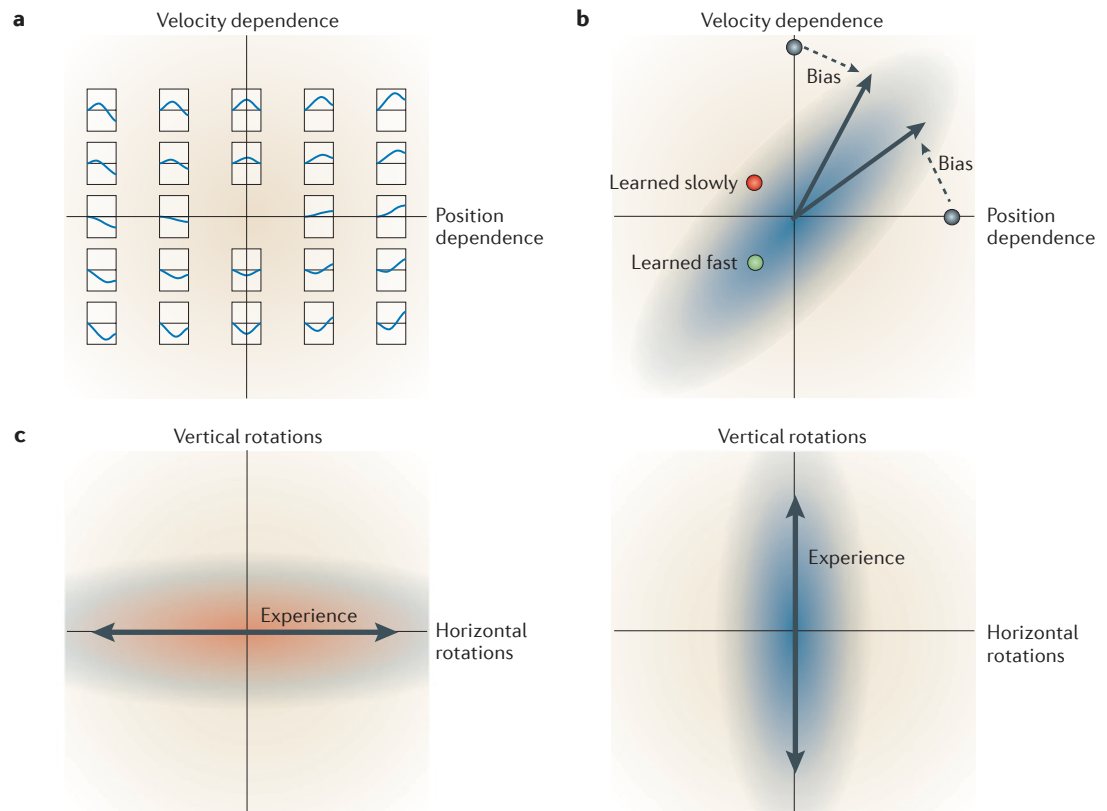 a
Velocity dependence
Position
dependence
b
Velocity dependence
Bias
Bias
Learned slowly
Position
dependence
Learned fast
c
Vertical rotations
Experience
Horizontal
rotations
Vertical rotations
Experience
Horizontal
rotations